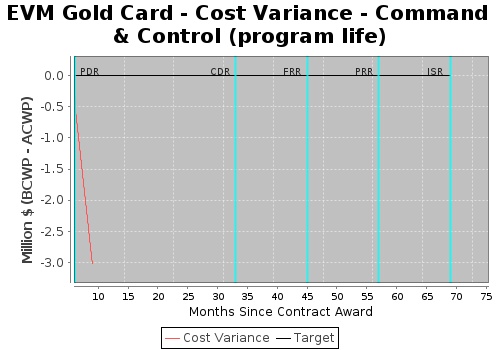 EVM Gold Card - Cost Variance - Command
& Control (program life)
PDR CDR FRR PRR ISR
0.0
-0.5
-1.0
-1.5
-2.0
-2.5
-3.0
Million $ (BCWP - ACWP)
10 15 20 25 30 35 40 45 51 56 60 65 70 75
Months Since Contract Award
Cost Variance Target